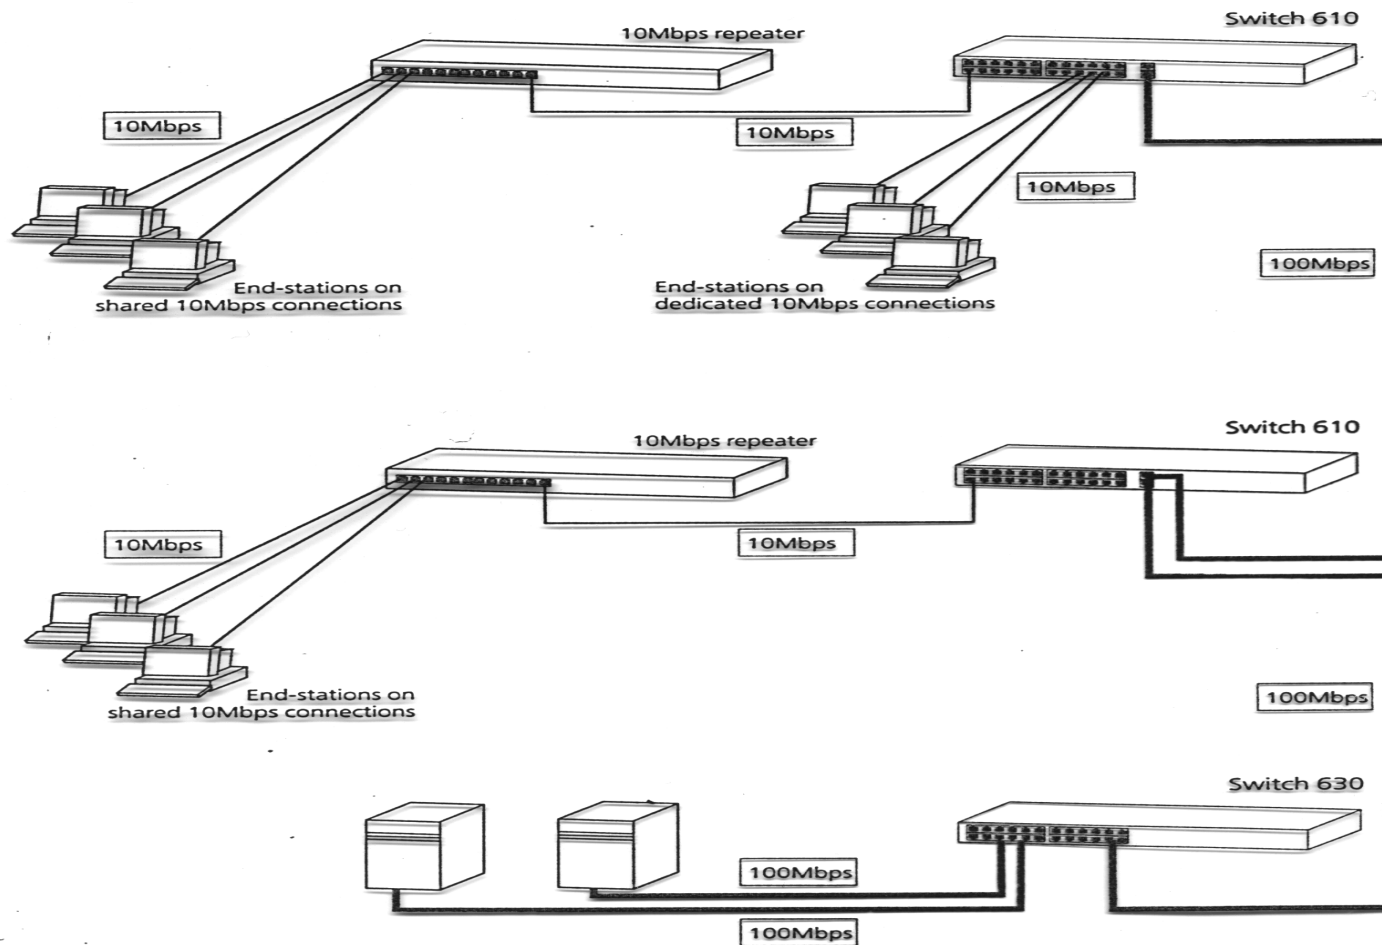 Switch 610
10Mbps repeater
10Mbps
10Mbps
10Mbps
100Mbps
End-stations on
shared 10Mbps connections
End-stations on
dedicated 10Mbps connections
Switch 610
10Mbps repeater
10Mbps
10Mbps
100Mbps
End-stations on
shared 10Mbps connections
Switch 630
100Mbps
100Mbps